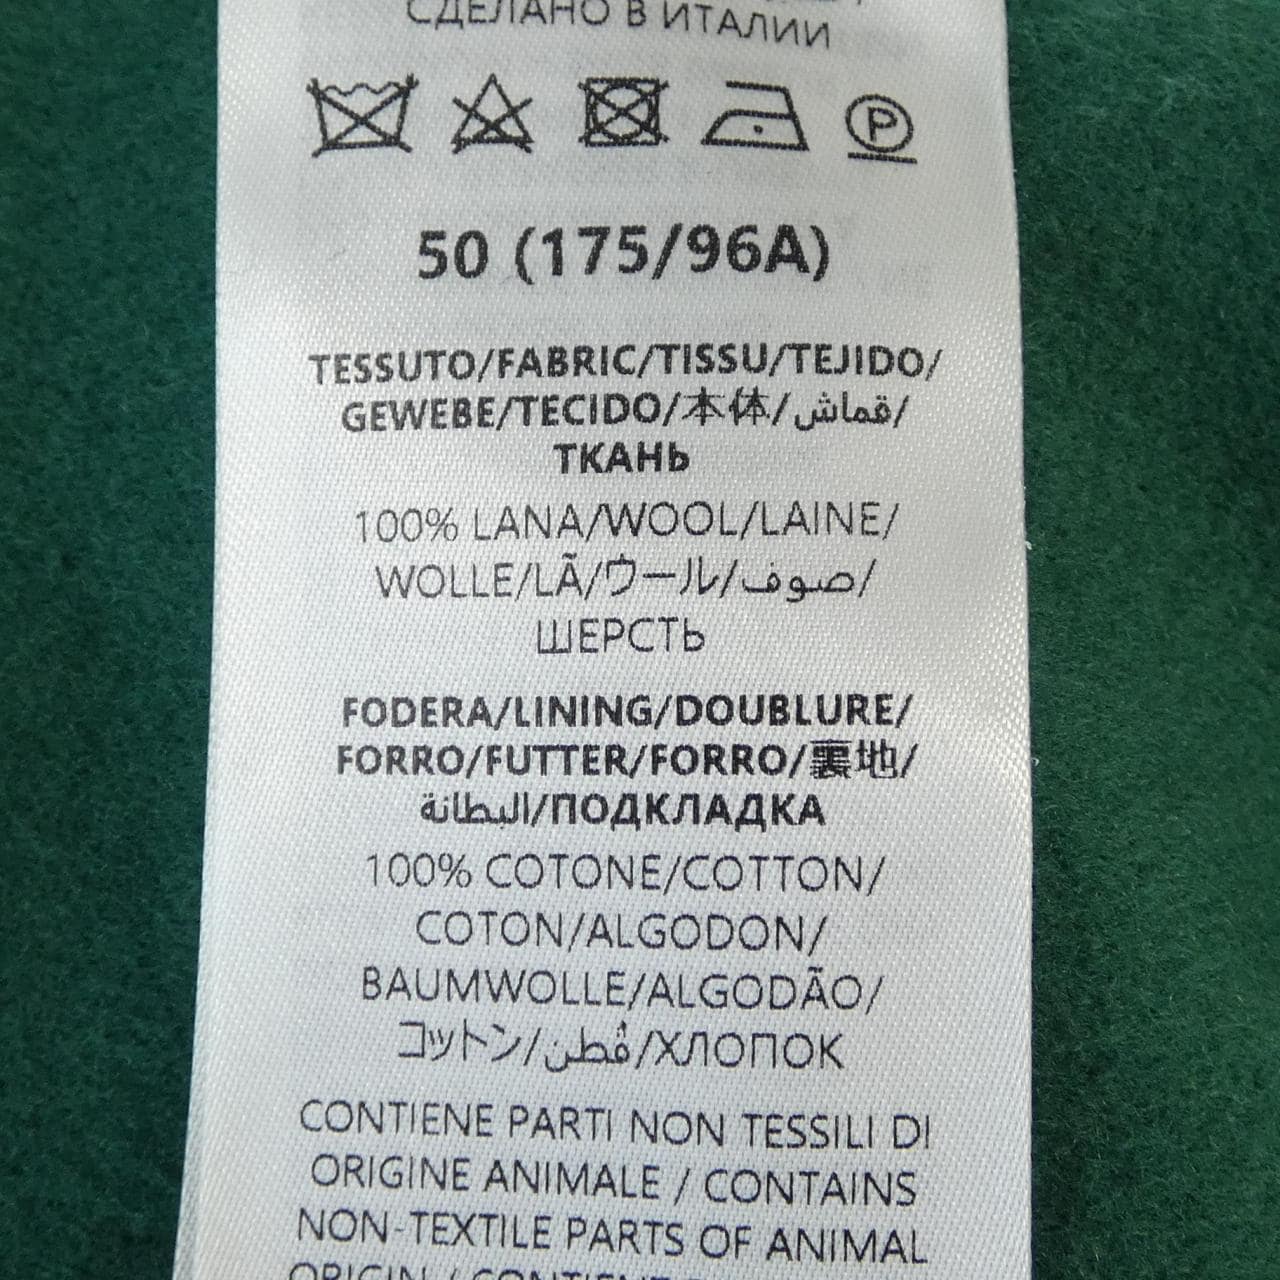 СДЕЛАНО В ИТАЛИИ
P
50 (175/96A)
TESSUTO/FABRIC/TISSU/TEJIDO/
GEWEBE/TECIDO/本体/قماش/
ТКАНЬ
100% LANA/WOOL/LAINE/
WOLLE/LÃ/ウール/صوف/
ШЕРСТЬ
FODERA/LINING/DOUBLURE/
FORRO/FUTTER/FORRO/裏地/
البطانة/ПОДКЛАДКА
100% COTONE/COTTON/
COTON/ALGODON/
BAUMWOLLE/ALGODÃO/
コットン/قُطن/ХЛОПОК
CONTIENE PARTI NON TESSILI DI
ORIGINE ANIMALE / CONTAINS
NON-TEXTILE PARTS OF ANIMAL
ORIGIN /